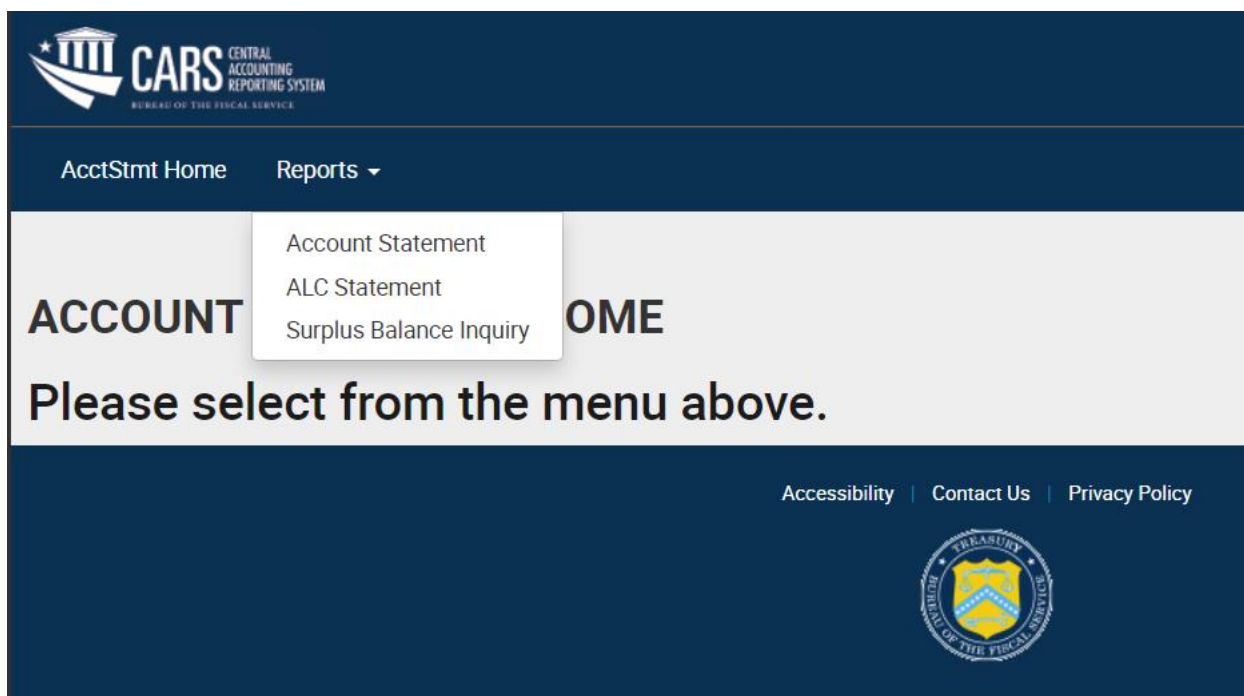 CARS CENTRAL
ACCOUNTING
REPORTING SYSTEM
BUREAU OF THE FISCAL SERVICE
AcctStmt Home Reports
Account Statement
ALC Statement
Surplus Balance Inquiry
ACCOUNT OME
Please select from the menu above.
Accessibility | Contact Us | Privacy Policy
TREASURY
BUREAU OF THE FISCAL SERVICE